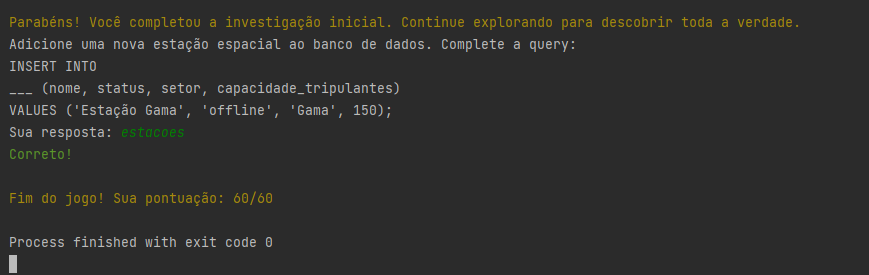 Parabéns! Você completou a investigação inicial. Continue explorando para descobrir toda a verdade.
Adicione uma nova estação espacial ao banco de dados. Complete a query:
INSERT INTO
___ (nome, status, setor, capacidade_tripulantes)
VALUES ('Estação Gama', 'offline', 'Gama', 150);
Sua resposta: estacoes
Correto!
Fim do jogo! Sua pontuação: 60/60
Process finished with exit code 0